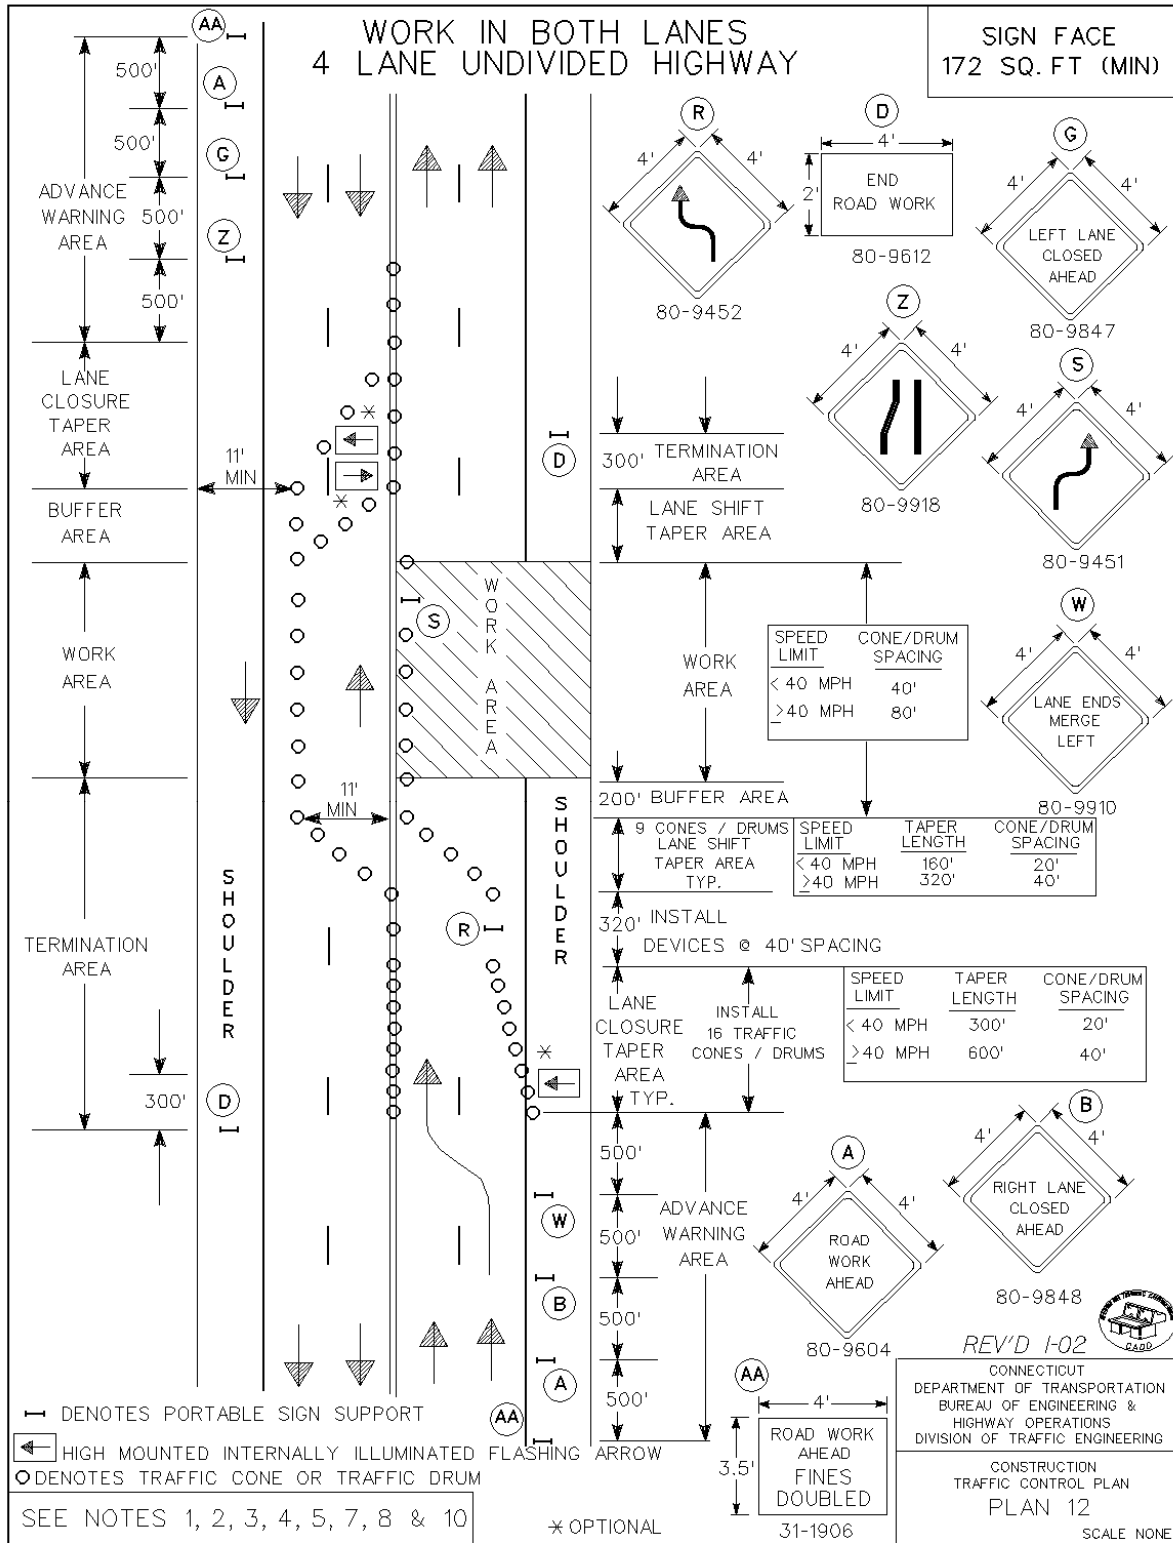 WORK IN BOTH LANES
4 LANE UNDIVIDED HIGHWAY
SIGN FACE
172 SQ. FT (MIN)
AA
500'
A
500'
G
ADVANCE
WARNING
AREA
500'
Z
500'
LANE
CLOSURE
TAPER
AREA
11'
MIN
BUFFER
AREA
WORK
AREA
TERMINATION
AREA
300'
D
SHOULDER
*
*
11'
MIN
WORK AREA
S
R
SHOULDER
*
D
300' TERMINATION
AREA
LANE SHIFT
TAPER AREA
WORK
AREA
200' BUFFER AREA
9 CONES / DRUMS
LANE SHIFT
TAPER AREA
TYP.
320' INSTALL
DEVICES @ 40' SPACING
LANE
CLOSURE
TAPER
AREA
TYP.
INSTALL
16 TRAFFIC
CONES / DRUMS
500'
W
500'
B
500'
A
500'
AA
ADVANCE
WARNING
AREA
R
4' 4'
80-9452
D
4'
2'
END
ROAD WORK
80-9612
G
4' 4'
LEFT LANE
CLOSED
AHEAD
80-9847
Z
4' 4'
80-9918
S
4' 4'
80-9451
W
4' 4'
LANE ENDS
MERGE
LEFT
80-9910
SPEED LIMIT CONE/DRUM SPACING
< 40 MPH 40'
≥40 MPH 80'
SPEED LIMIT TAPER LENGTH CONE/DRUM SPACING
< 40 MPH 160' 20'
≥40 MPH 320' 40'
SPEED LIMIT TAPER LENGTH CONE/DRUM SPACING
< 40 MPH 300' 20'
≥40 MPH 600' 40'
B
4' 4'
RIGHT LANE
CLOSED
AHEAD
80-9848
A
4' 4'
ROAD
WORK
AHEAD
80-9604
AA
4'
3.5'
ROAD WORK
AHEAD
FINES
DOUBLED
31-1906
REV'D 1-02
CADD
CONNECTICUT
DEPARTMENT OF TRANSPORTATION
BUREAU OF ENGINEERING &
HIGHWAY OPERATIONS
DIVISION OF TRAFFIC ENGINEERING
CONSTRUCTION
TRAFFIC CONTROL PLAN
PLAN 12
SCALE NONE
DENOTES PORTABLE SIGN SUPPORT
HIGH MOUNTED INTERNALLY ILLUMINATED FLASHING ARROW
DENOTES TRAFFIC CONE OR TRAFFIC DRUM
SEE NOTES 1, 2, 3, 4, 5, 7, 8 & 10
* OPTIONAL